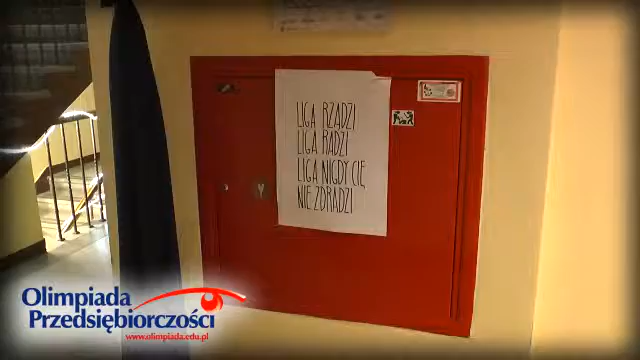 LIGA RZĄDZI
LIGA RADZI
LIGA NIGDY CIĘ
NIE ZDRADZI
Olimpiada
Przedsiębiorczości
www.olimpiada.edu.pl